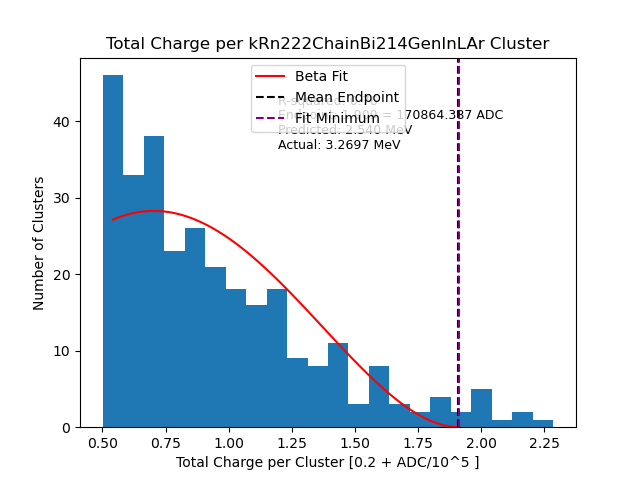 Total Charge per kRn222ChainBi214GenInLAr Cluster
Beta Fit
Mean Endpoint
Fit Minimum
R-squared:
= 170864.387 ADC
Predicted: 2.540 MeV
Actual: 3.2697 MeV
Number of Clusters
40
30
20
10
0
0.50 0.75 1.00 1.25 1.50 1.75 2.00 2.25
Total Charge per Cluster [0.2 + ADC/10^5 ]